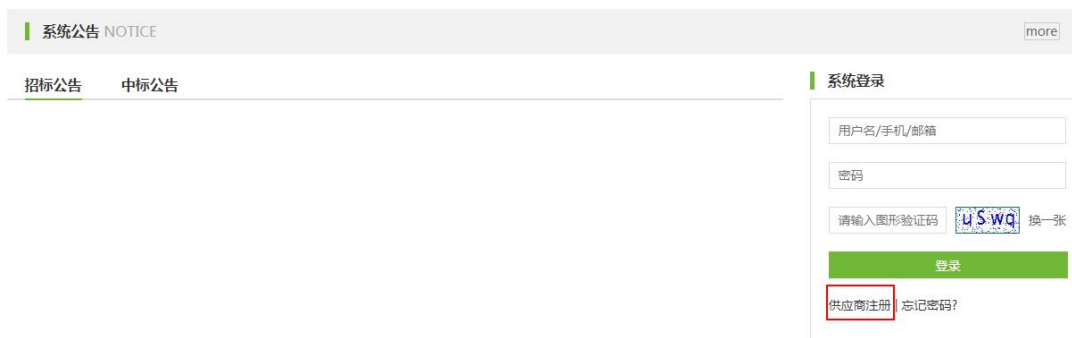 系统公告 NOTICE more
招标公告 中标公告
系统登录
用户名/手机/邮箱
密码
请输入图形验证码 uSwq 换一张
登录
供应商注册 | 忘记密码?